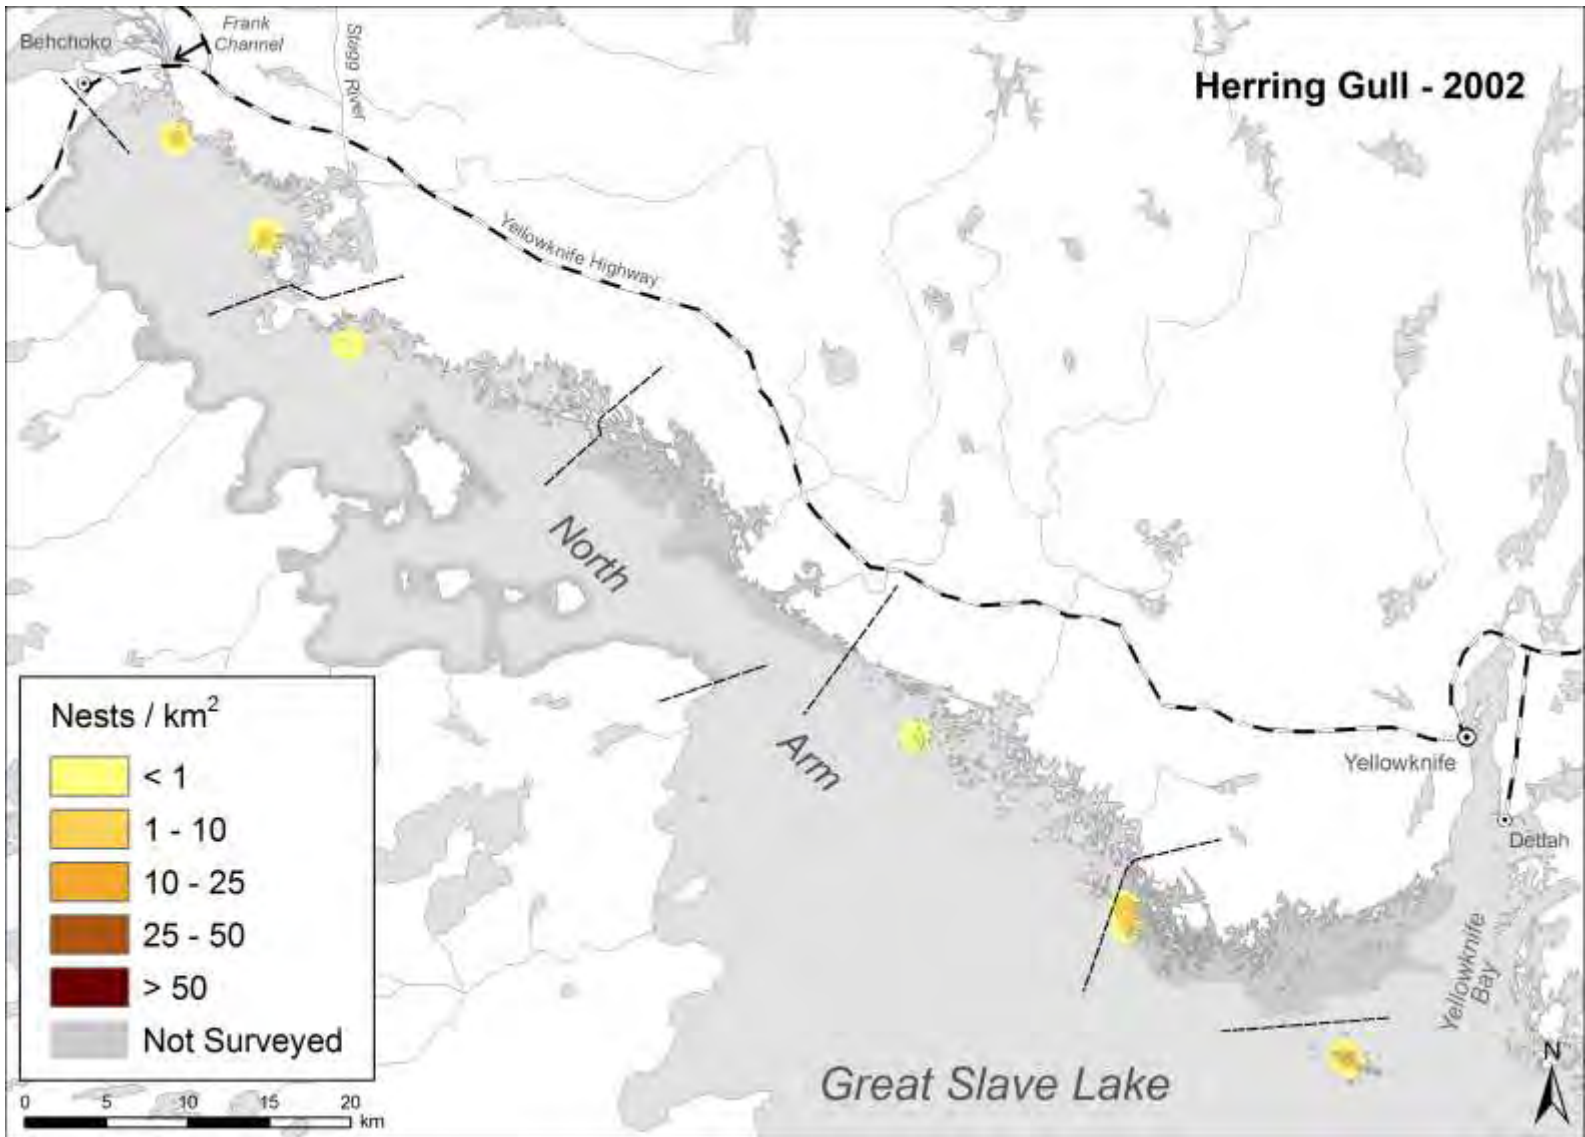 Behchoko
Frank
Channel
Stagg River
Herring Gull - 2002
Yellowknife Highway
North
Arm
Yellowknife
Dettah
Yellowknife
Bay
Great Slave Lake
N
Nests / km²
< 1
1 - 10
10 - 25
25 - 50
> 50
Not Surveyed
0 5 10 15 20
km